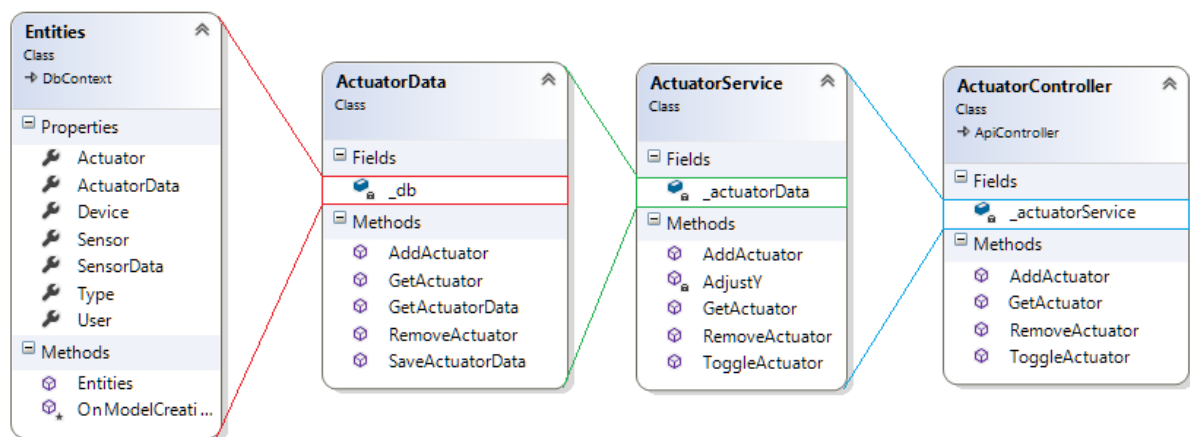 Entities
Class
DbContext
Properties
Actuator
ActuatorData
Device
Sensor
SensorData
Type
User
Methods
Entities
OnModelCreati...
ActuatorData
Class
Fields
_db
Methods
AddActuator
GetActuator
GetActuatorData
RemoveActuator
SaveActuatorData
ActuatorService
Class
Fields
_actuatorData
Methods
AddActuator
AdjustY
GetActuator
RemoveActuator
ToggleActuator
ActuatorController
Class
ApiController
Fields
_actuatorService
Methods
AddActuator
GetActuator
RemoveActuator
ToggleActuator